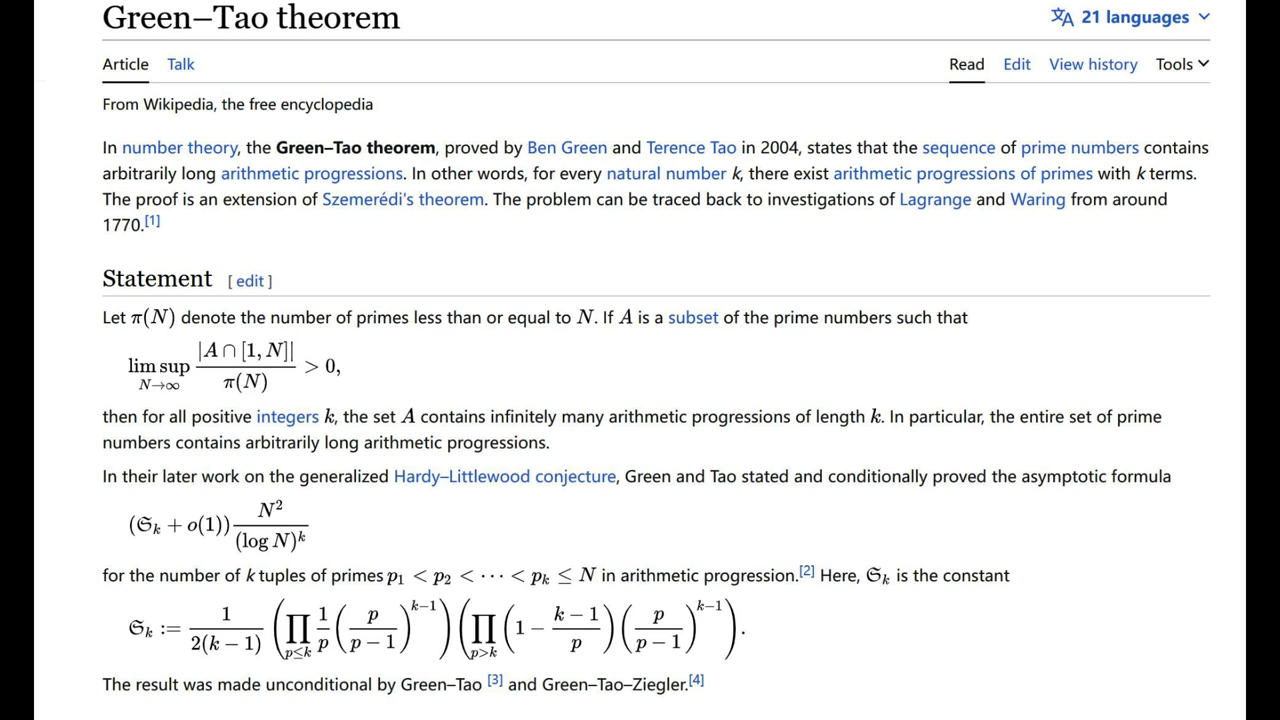 Green–Tao theorem
文A 21 languages
Article Talk Read Edit View history Tools
From Wikipedia, the free encyclopedia
In number theory, the Green–Tao theorem, proved by Ben Green and Terence Tao in 2004, states that the sequence of prime numbers contains
arbitrarily long arithmetic progressions. In other words, for every natural number k, there exist arithmetic progressions of primes with k terms.
The proof is an extension of Szemerédi's theorem. The problem can be traced back to investigations of Lagrange and Waring from around
1770.[1]
Statement [ edit ]
Let π(N) denote the number of primes less than or equal to N. If A is a subset of the prime numbers such that
lim sup_{N→∞} |A ∩ [1, N]| / π(N) > 0,
then for all positive integers k, the set A contains infinitely many arithmetic progressions of length k. In particular, the entire set of prime
numbers contains arbitrarily long arithmetic progressions.
In their later work on the generalized Hardy–Littlewood conjecture, Green and Tao stated and conditionally proved the asymptotic formula
(𝔖_k + o(1)) N^2 / (log N)^k
for the number of k tuples of primes p_1 < p_2 < ⋯ < p_k ≤ N in arithmetic progression.[2] Here, 𝔖_k is the constant
𝔖_k := 1 / 2(k − 1) (∏_{p≤k} 1/p (p / p − 1)^{k−1}) (∏_{p>k} (1 − k − 1 / p) (p / p − 1)^{k−1}).
The result was made unconditional by Green–Tao [3] and Green–Tao–Ziegler.[4]